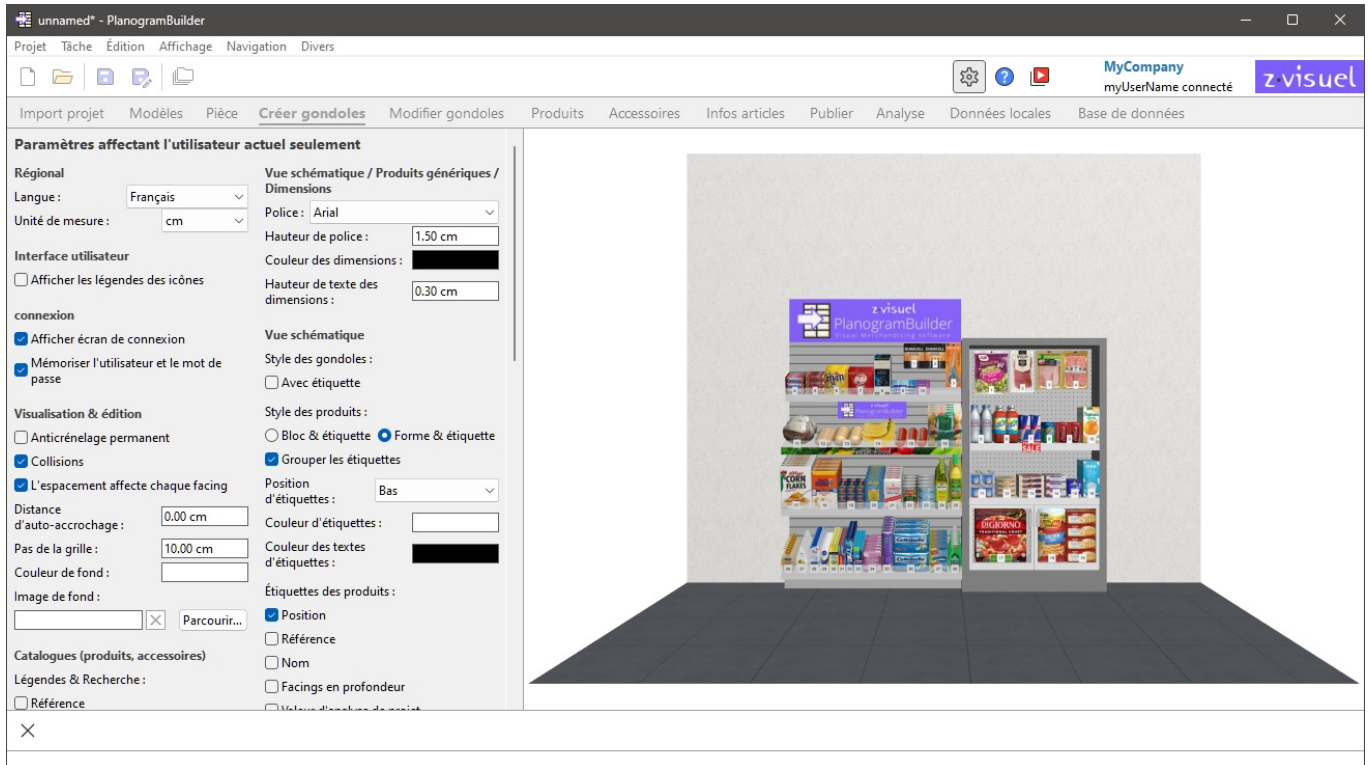 unnamed* - PlanogramBuilder
Projet Tâche Édition Affichage Navigation Divers
MyCompany
myUserName connecté
z·visuel
Import projet Modèles Pièce Créer gondoles Modifier gondoles Produits Accessoires Infos articles Publier Analyse Données locales Base de données
Paramètres affectant l'utilisateur actuel seulement
Régional
Langue : Français
Unité de mesure : cm
Interface utilisateur
Afficher les légendes des icônes
connexion
Afficher écran de connexion
Mémoriser l'utilisateur et le mot de
passe
Visualisation & édition
Anticrénelage permanent
Collisions
L'espacement affecte chaque facing
Distance
d'auto-accrochage : 0.00 cm
Pas de la grille : 10.00 cm
Couleur de fond :
Image de fond :
Parcourir...
Catalogues (produits, accessoires)
Légendes & Recherche :
Référence
Vue schématique / Produits génériques /
Dimensions
Police : Arial
Hauteur de police : 1.50 cm
Couleur des dimensions :
Hauteur de texte des
dimensions : 0.30 cm
Vue schématique
Style des gondoles :
Avec étiquette
Style des produits :
Bloc & étiquette Forme & étiquette
Grouper les étiquettes
Position
d'étiquettes : Bas
Couleur d'étiquettes :
Couleur des textes
d'étiquettes :
Étiquettes des produits :
Position
Référence
Nom
Facings en profondeur
Valeur d'analyse de projet
z·visuel
PlanogramBuilder
Visual Merchandising software
CORN
FLAKES
SALE
DIGIORNO